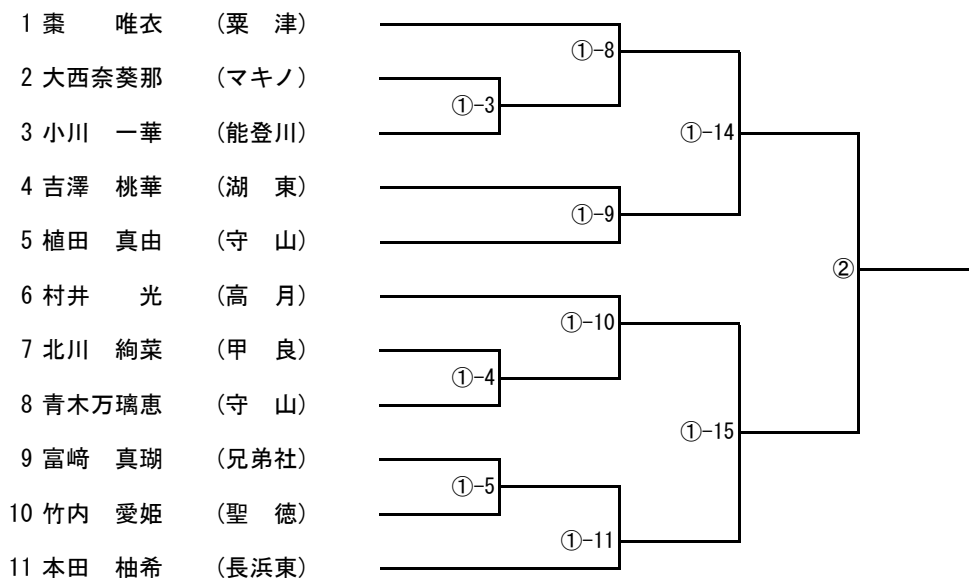 1 棗　　唯衣　（粟　津）
①-8
2 大西奈葵那　（マキノ）
①-3
3 小川　一華　（能登川）
①-14
4 吉澤　桃華　（湖　東）
①-9
5 植田　真由　（守　山）
②
6 村井　　光　（高　月）
①-10
7 北川　絢菜　（甲　良）
①-4
8 青木万璃恵　（守　山）
①-15
9 富﨑　真瑚　（兄弟社）
①-5
10 竹内　愛姫　（聖　徳）
①-11
11 本田　柚希　（長浜東）